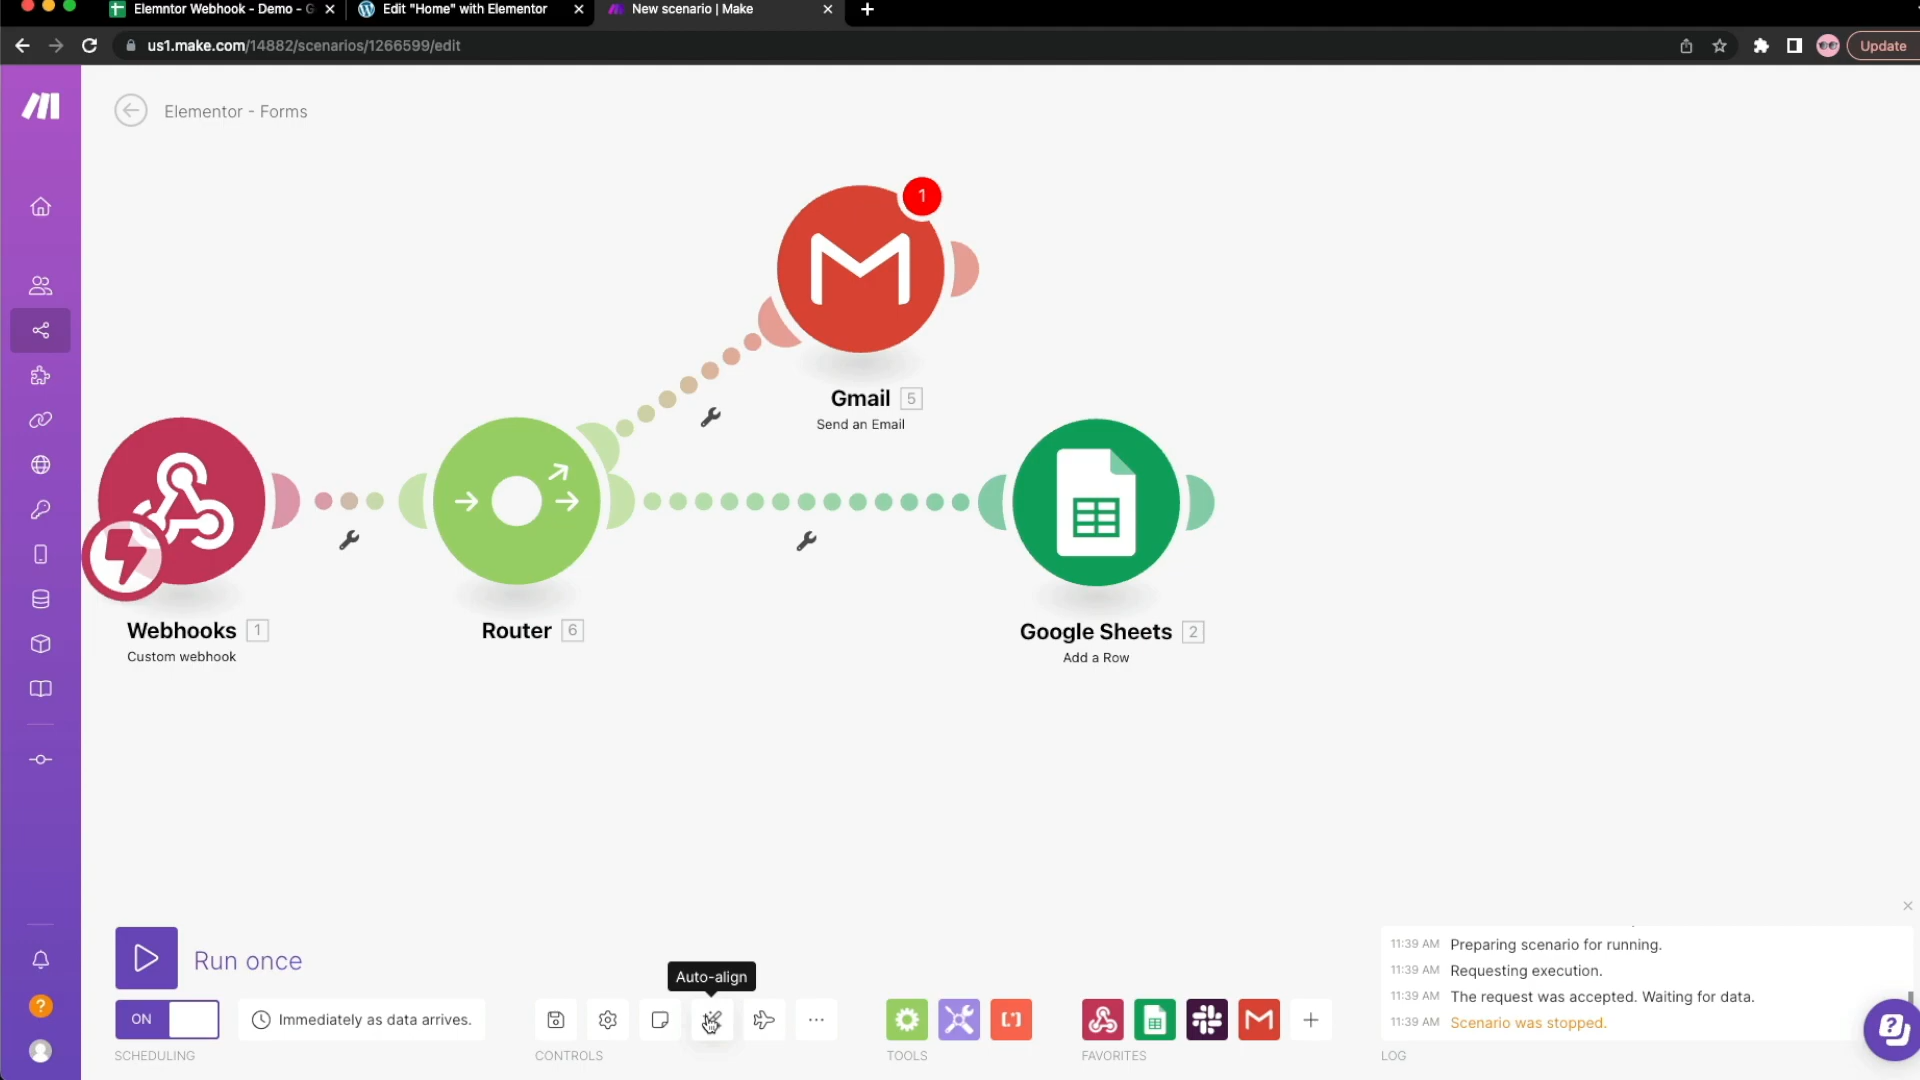 Elemntor Webhook - Demo - G
Edit "Home" with Elementor
New scenario | Make
us1.make.com/14882/scenarios/1266599/edit
Update
Elementor - Forms
1
Gmail 5
Send an Email
Webhooks 1
Custom webhook
Router 6
Google Sheets 2
Add a Row
Run once
Auto-align
ON
Immediately as data arrives.
SCHEDULING
CONTROLS
TOOLS
FAVORITES
11:39 AM Preparing scenario for running.
11:39 AM Requesting execution.
11:39 AM The request was accepted. Waiting for data.
11:39 AM Scenario was stopped.
LOG